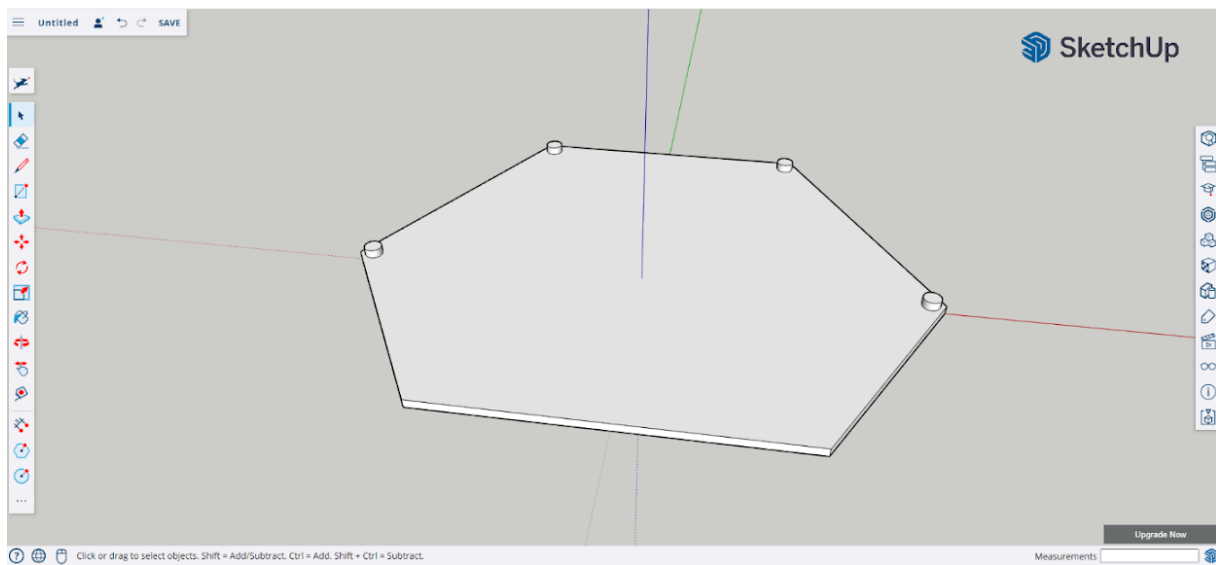 Untitled SAVE
SketchUp
Upgrade Now
Click or drag to select objects. Shift = Add/Subtract. Ctrl = Add. Shift + Ctrl = Subtract.
Measurements